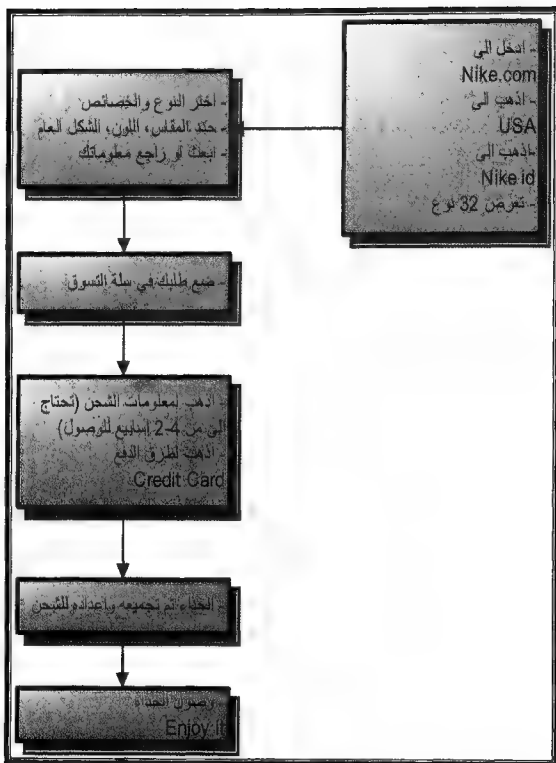 - ادخل الى
Nike.com
- اذهب الى
USA
- اذهب الى
Nike id
- تعرض 32 نوع
- اختر النوع والخصائص
- حدد المقاس، اللون، الشكل العام
- ابعث او راجع معلوماتك
- ضع طلبك في سلة التسوق
- اذهب لمعلومات الشحن (تحتاج
الى من 4-2 اسابيع للوصول)
- اذهب لطرق الدفع
Credit Card
- الحذاء تم تجميعه واعداده للشحن
- وصول الحذاء
Enjoy it